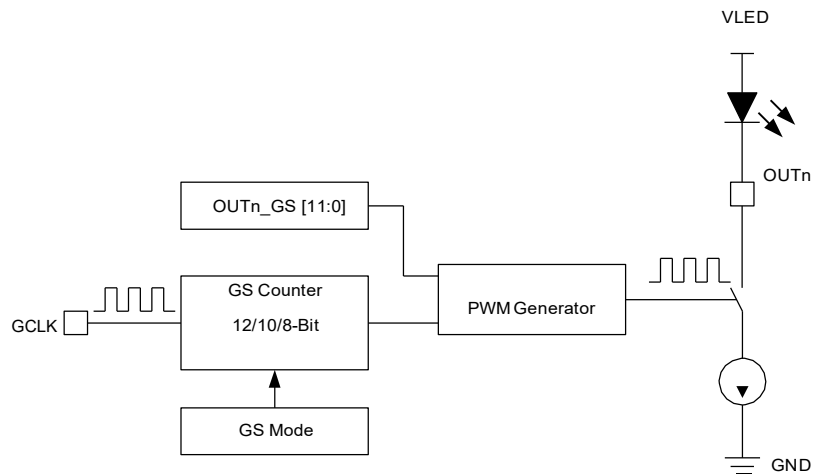 VLED
OUTn
OUTn_GS [11:0]
GS Counter
12/10/8-Bit
PWM Generator
GCLK
GS Mode
GND